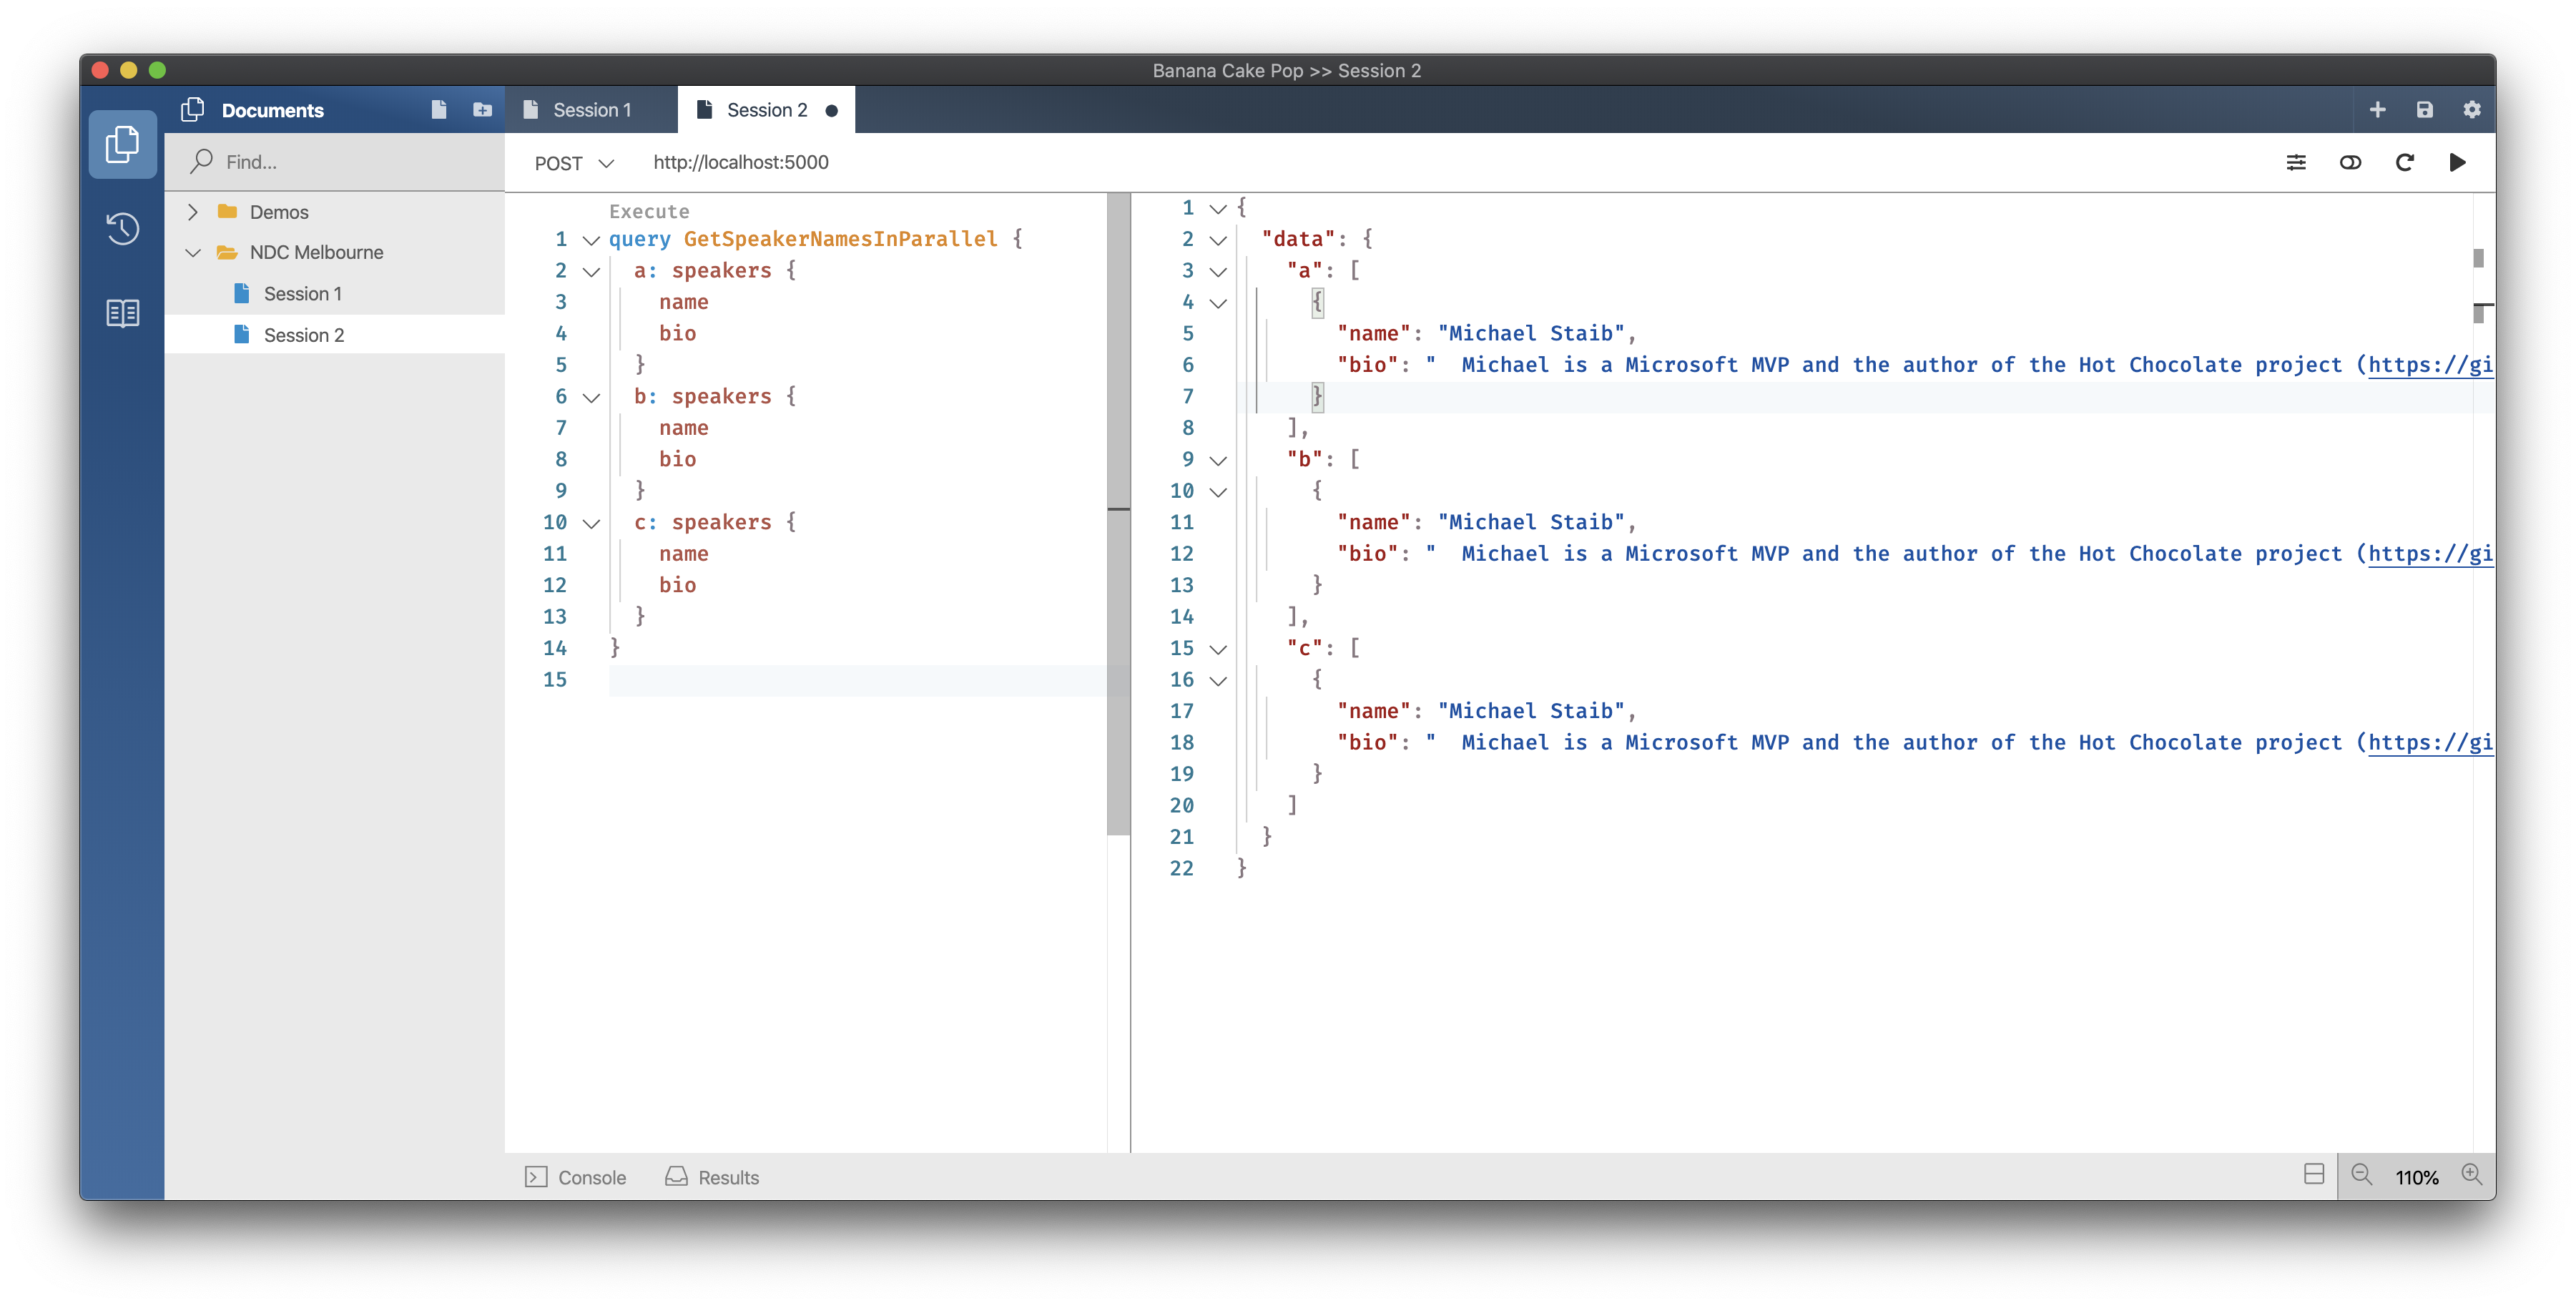 Banana Cake Pop >> Session 2
Documents
Session 1
Session 2
Find...
POST
http://localhost:5000
Demos
NDC Melbourne
Session 1
Session 2
Execute
1 query GetSpeakerNamesInParallel {
2 a: speakers {
3 name
4 bio
5 }
6 b: speakers {
7 name
8 bio
9 }
10 c: speakers {
11 name
12 bio
13 }
14 }
15
1 {
2 "data": {
3 "a": [
4 {
5 "name": "Michael Staib",
6 "bio": "  Michael is a Microsoft MVP and the author of the Hot Chocolate project (https://gi
7 }
8 ],
9 "b": [
10 {
11 "name": "Michael Staib",
12 "bio": "  Michael is a Microsoft MVP and the author of the Hot Chocolate project (https://gi
13 }
14 ],
15 "c": [
16 {
17 "name": "Michael Staib",
18 "bio": "  Michael is a Microsoft MVP and the author of the Hot Chocolate project (https://gi
19 }
20 ]
21 }
22 }
Console
Results
110%